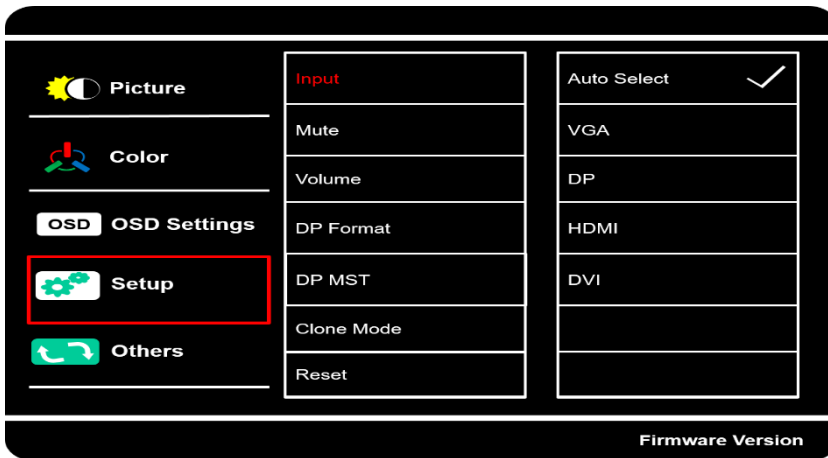 Picture
Color
OSD OSD Settings
Setup
Others
Input
Mute
Volume
DP Format
DP MST
Clone Mode
Reset
Auto Select
VGA
DP
HDMI
DVI
Firmware Version